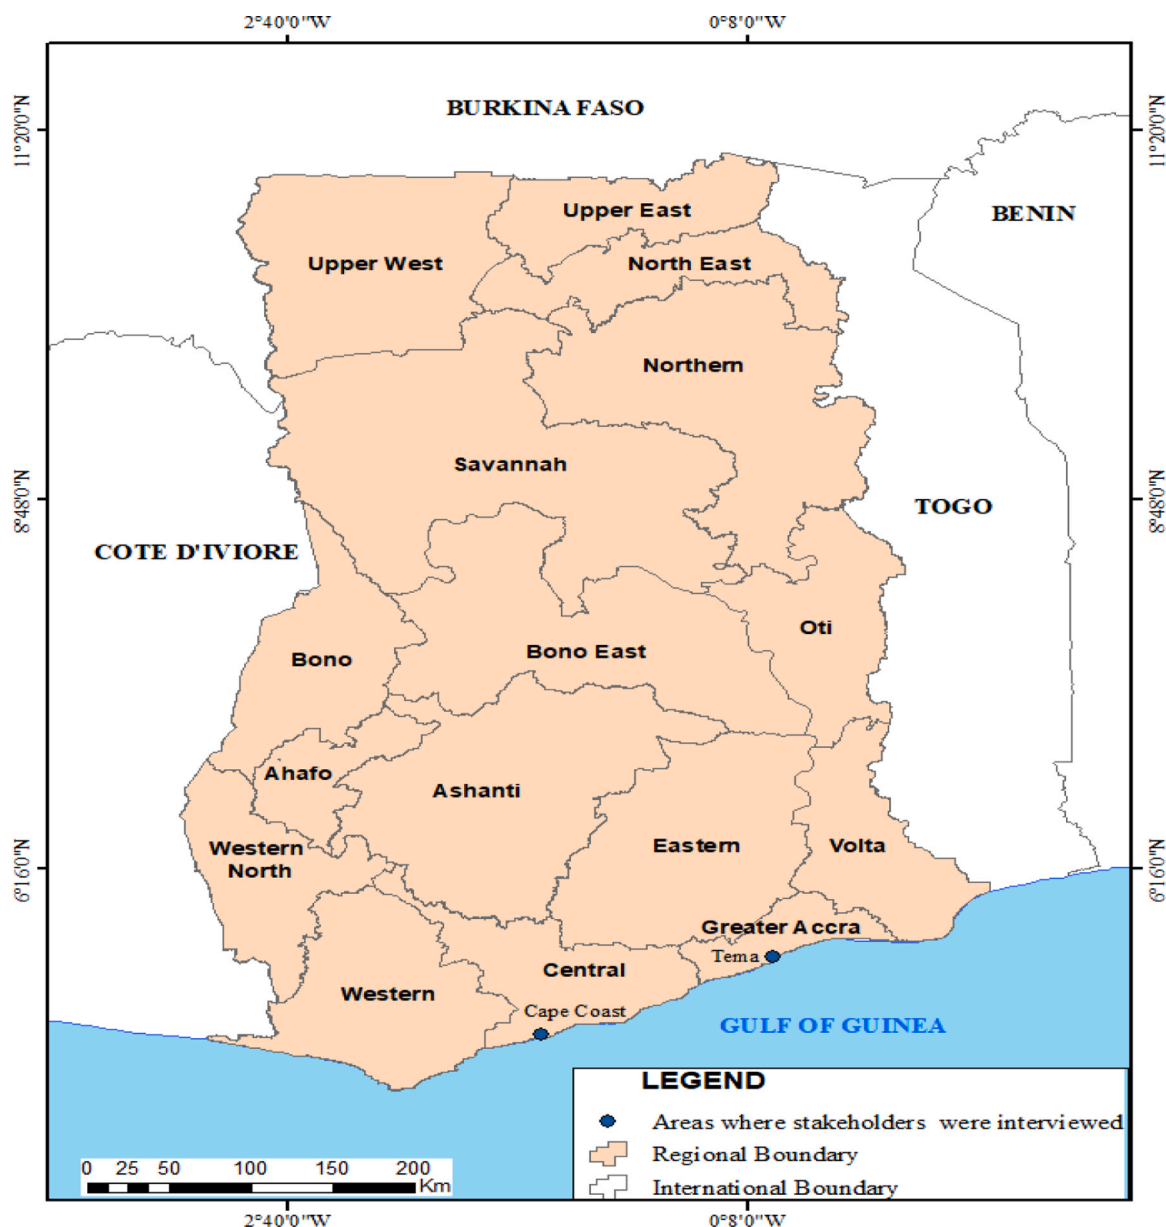 2°40'0"W
0°8'0"W
BURKINA FASO
11°20'0"N
11°20'0"N
BENIN
Upper East
Upper West
North East
Northern
Savannah
8°48'0"N
TOGO
8°48'0"N
COTE D'IVIORE
Oti
Bono
Bono East
Ahafo
Ashanti
Western
North
Eastern
Volta
6°16'0"N
6°16'0"N
Greater Accra
Tema
Central
Western
Cape Coast
GULF OF GUINEA
LEGEND
Areas where stakeholders were interviewed
Regional Boundary
International Boundary
0 25 50 100 150 200
Km
2°40'0"W
0°8'0"W